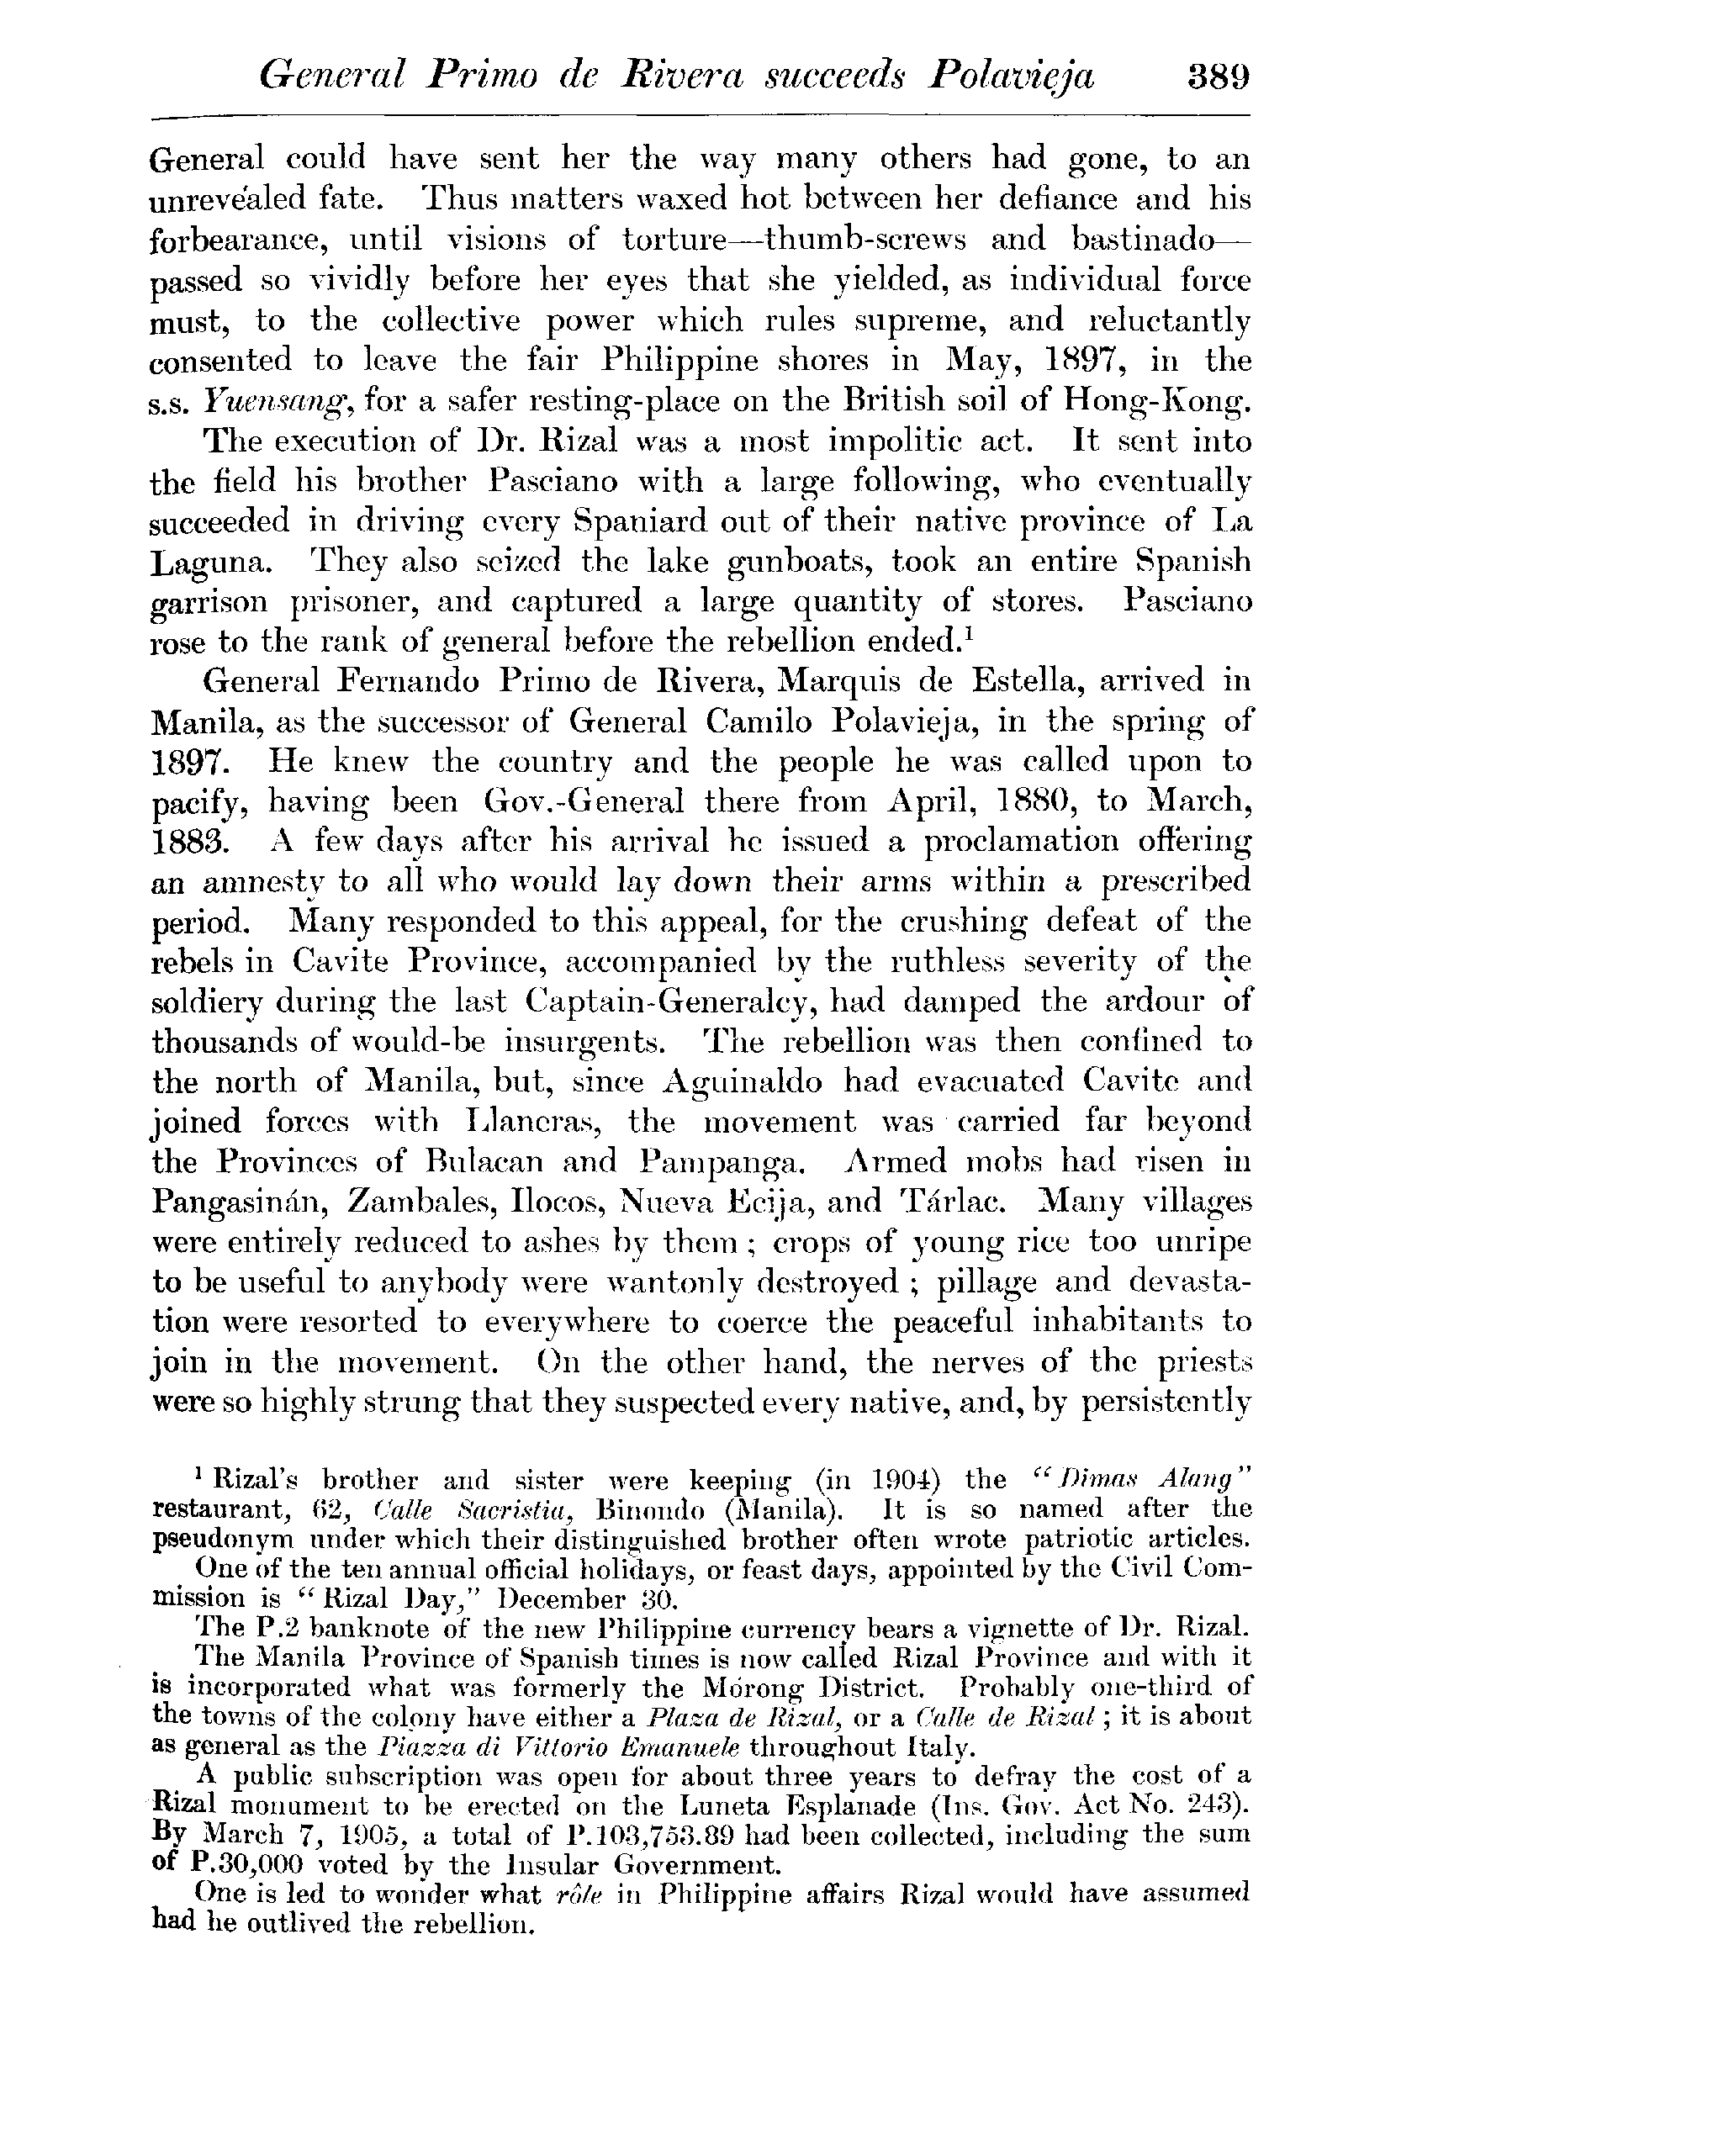 General Primo de Rivera succeeds Polavieja 389
General could have sent her the way many others had gone, to an
unrevealed fate. Thus matters waxed hot between her defiance and his
forbearance, until visions of torture—thumb-screws and bastinado—
passed so vividly before her eyes that she yielded, as individual force
must, to the collective power which rules supreme, and reluctantly
consented to leave the fair Philippine shores in May, 1897, in the
s.s. Yuensang, for a safer resting-place on the British soil of Hong-Kong.
The execution of Dr. Rizal was a most impolitic act. It sent into
the field his brother Pasciano with a large following, who eventually
succeeded in driving every Spaniard out of their native province of La
Laguna. They also seized the lake gunboats, took an entire Spanish
garrison prisoner, and captured a large quantity of stores. Pasciano
rose to the rank of general before the rebellion ended.¹
General Fernando Primo de Rivera, Marquis de Estella, arrived in
Manila, as the successor of General Camilo Polavieja, in the spring of
1897. He knew the country and the people he was called upon to
pacify, having been Gov.-General there from April, 1880, to March,
1883. A few days after his arrival he issued a proclamation offering
an amnesty to all who would lay down their arms within a prescribed
period. Many responded to this appeal, for the crushing defeat of the
rebels in Cavite Province, accompanied by the ruthless severity of the
soldiery during the last Captain-Generalcy, had damped the ardour of
thousands of would-be insurgents. The rebellion was then confined to
the north of Manila, but, since Aguinaldo had evacuated Cavite and
joined forces with Llaneras, the movement was carried far beyond
the Provinces of Bulacan and Pampanga. Armed mobs had risen in
Pangasinán, Zambales, Ilocos, Nueva Ecija, and Tárlac. Many villages
were entirely reduced to ashes by them ; crops of young rice too unripe
to be useful to anybody were wantonly destroyed ; pillage and devasta-
tion were resorted to everywhere to coerce the peaceful inhabitants to
join in the movement. On the other hand, the nerves of the priests
were so highly strung that they suspected every native, and, by persistently
¹ Rizal's brother and sister were keeping (in 1904) the "Dimas Alang"
restaurant, 62, Calle Sacristia, Binondo (Manila). It is so named after the
pseudonym under which their distinguished brother often wrote patriotic articles.
One of the ten annual official holidays, or feast days, appointed by the Civil Com-
mission is "Rizal Day," December 30.
The P.2 banknote of the new Philippine currency bears a vignette of Dr. Rizal.
The Manila Province of Spanish times is now called Rizal Province and with it
is incorporated what was formerly the Mórong District. Probably one-third of
the towns of the colony have either a Plaza de Rizal, or a Calle de Rizal ; it is about
as general as the Piazza di Vittorio Emanuele throughout Italy.
A public subscription was open for about three years to defray the cost of a
Rizal monument to be erected on the Luneta Esplanade (Ins. Gov. Act No. 243).
By March 7, 1905, a total of P.103,753.89 had been collected, including the sum
of P.30,000 voted by the Insular Government.
One is led to wonder what rôle in Philippine affairs Rizal would have assumed
had he outlived the rebellion.